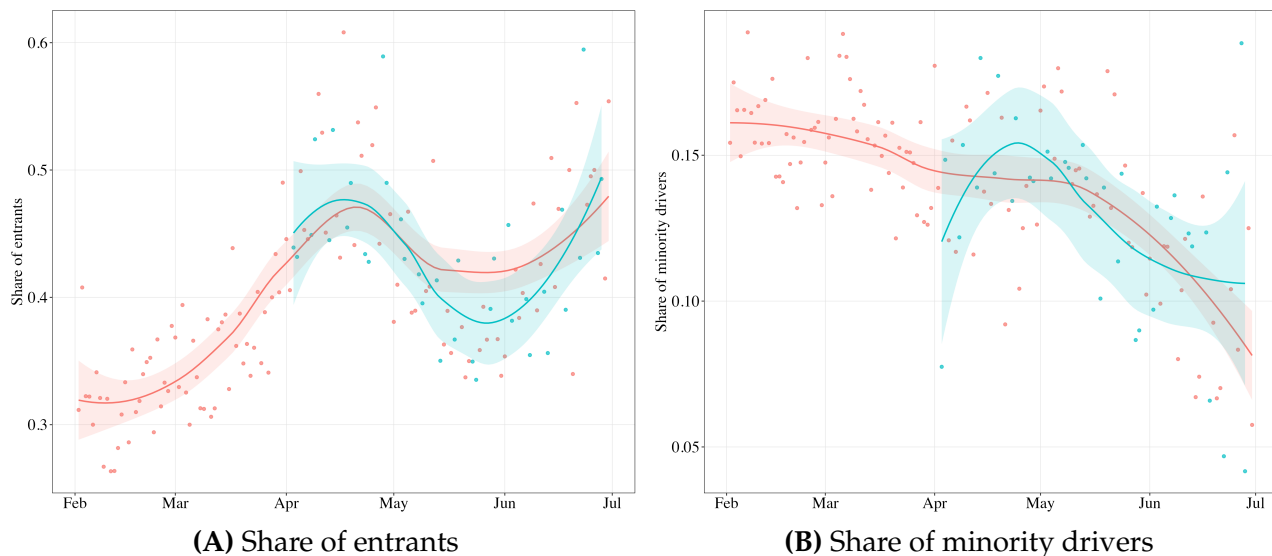 Share of entrants
0.6
0.5
0.4
0.3
Feb Mar Apr May Jun Jul
(A) Share of entrants
Share of minority drivers
0.15
0.10
0.05
Feb Mar Apr May Jun Jul
(B) Share of minority drivers